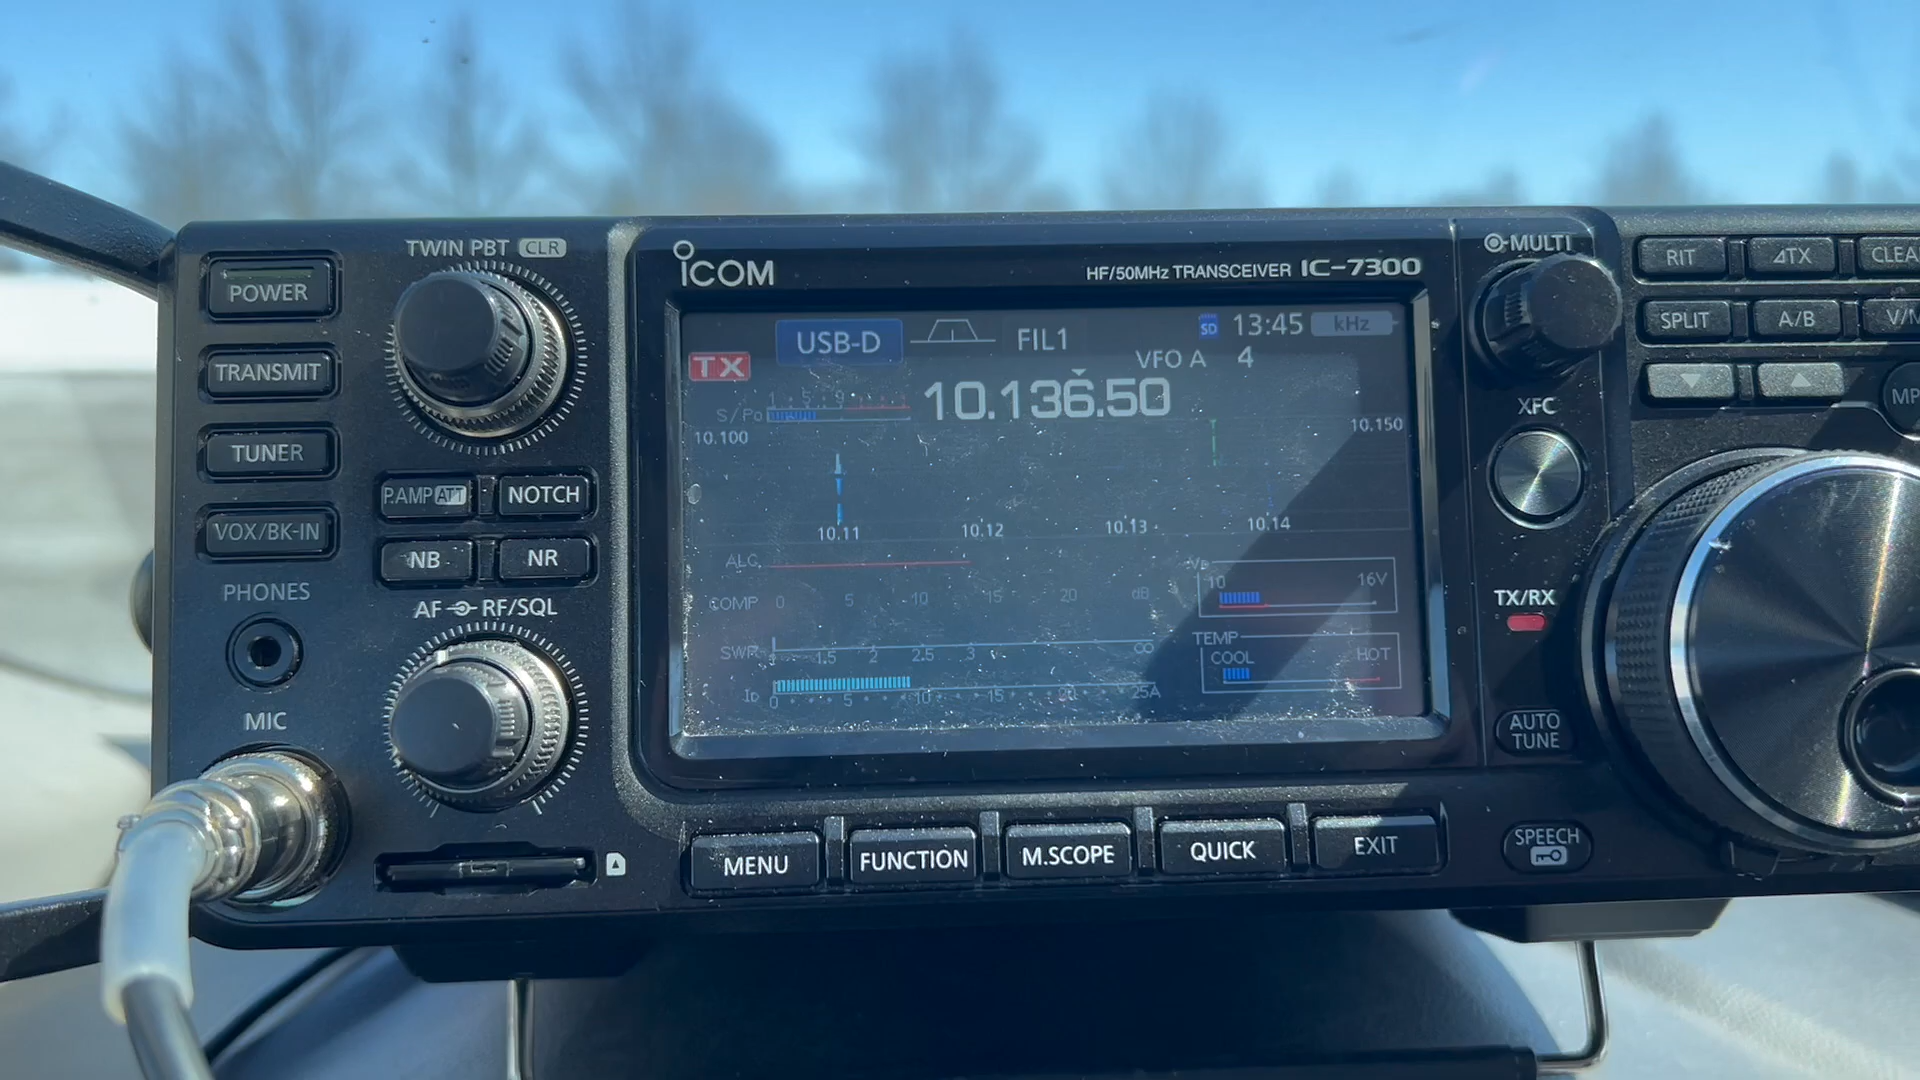 TWIN PBT CLR
POWER
TRANSMIT
TUNER
VOX/BK-IN
P.AMP ATT
NOTCH
NB
NR
PHONES
AF RF/SQL
MIC
ICOM
HF/50MHz TRANSCEIVER IC-7300
USB-D
FIL1
SD
13:45
kHz
TX
VFO A
4
1 5 9
S/Po
10.136.50
10.100
10.150
10.11 10.12 10.13 10.14
ALC
COMP 0 5 10 15 20 dB
SWR 1 1.5 2 2.5 3 ∞
ID 0 5 10 15 20 25A
VD
10 16V
TEMP
COOL HOT
MENU
FUNCTION
M.SCOPE
QUICK
EXIT
MULTI
RIT
ΔTX
SPLIT
A/B
XFC
TX/RX
AUTO
TUNE
SPEECH